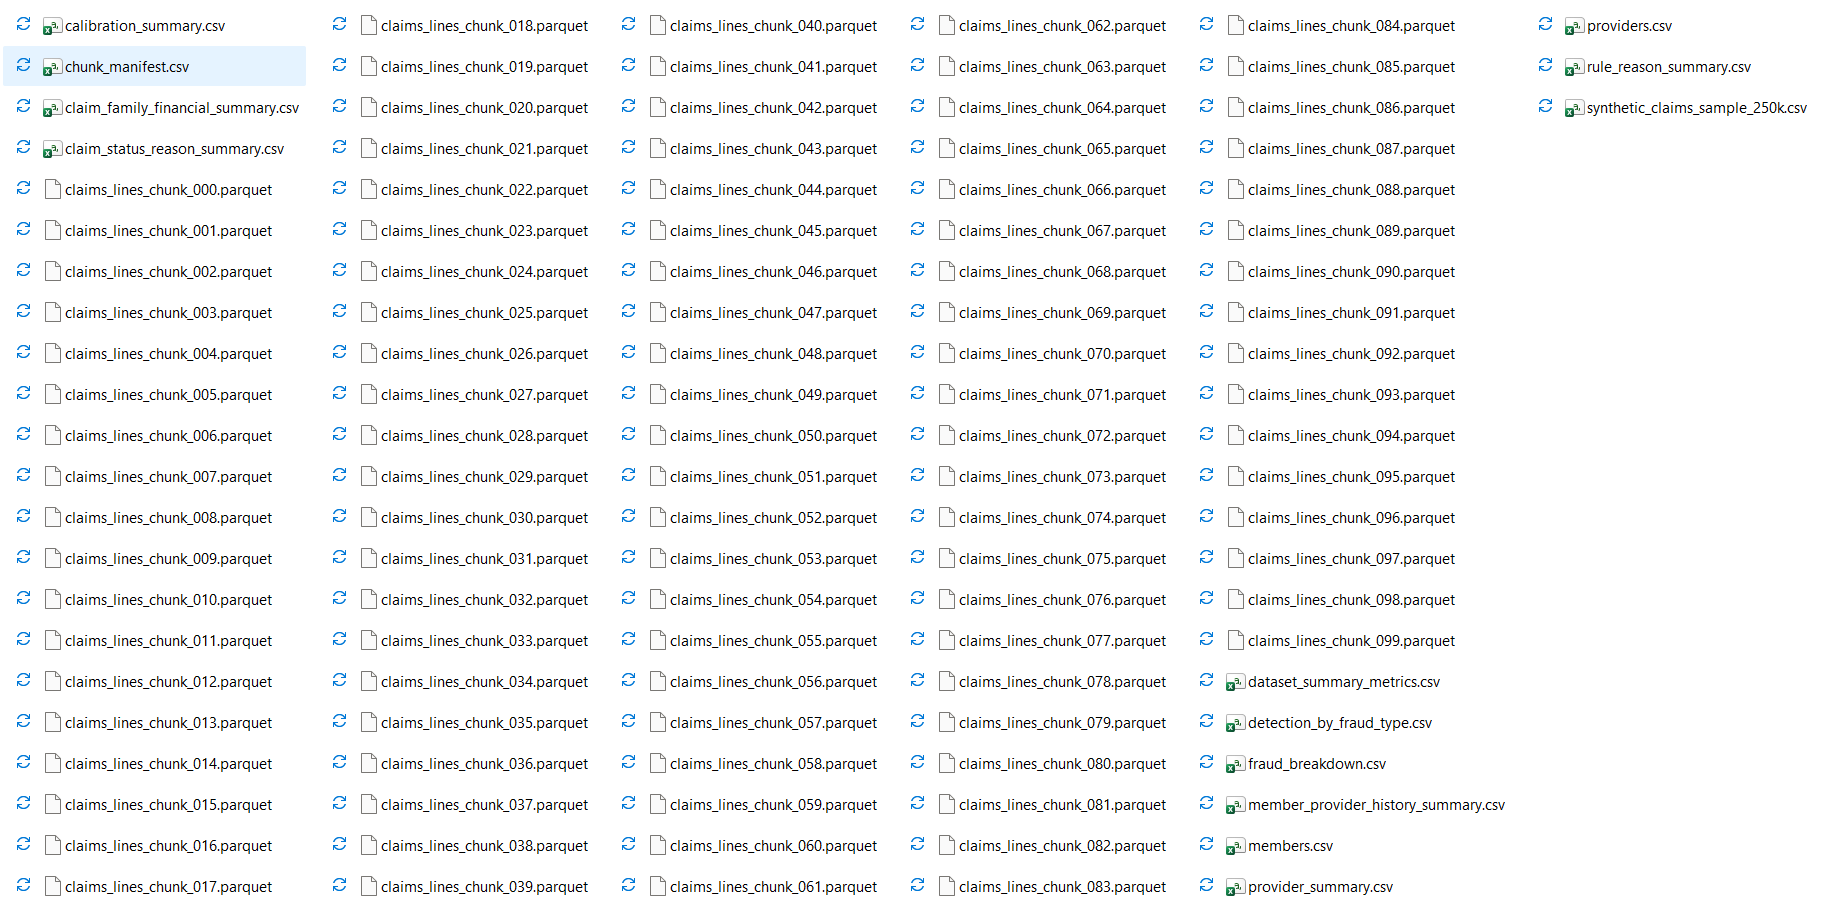 calibration_summary.csv
chunk_manifest.csv
claim_family_financial_summary.csv
claim_status_reason_summary.csv
claims_lines_chunk_000.parquet
claims_lines_chunk_001.parquet
claims_lines_chunk_002.parquet
claims_lines_chunk_003.parquet
claims_lines_chunk_004.parquet
claims_lines_chunk_005.parquet
claims_lines_chunk_006.parquet
claims_lines_chunk_007.parquet
claims_lines_chunk_008.parquet
claims_lines_chunk_009.parquet
claims_lines_chunk_010.parquet
claims_lines_chunk_011.parquet
claims_lines_chunk_012.parquet
claims_lines_chunk_013.parquet
claims_lines_chunk_014.parquet
claims_lines_chunk_015.parquet
claims_lines_chunk_016.parquet
claims_lines_chunk_017.parquet
claims_lines_chunk_018.parquet
claims_lines_chunk_019.parquet
claims_lines_chunk_020.parquet
claims_lines_chunk_021.parquet
claims_lines_chunk_022.parquet
claims_lines_chunk_023.parquet
claims_lines_chunk_024.parquet
claims_lines_chunk_025.parquet
claims_lines_chunk_026.parquet
claims_lines_chunk_027.parquet
claims_lines_chunk_028.parquet
claims_lines_chunk_029.parquet
claims_lines_chunk_030.parquet
claims_lines_chunk_031.parquet
claims_lines_chunk_032.parquet
claims_lines_chunk_033.parquet
claims_lines_chunk_034.parquet
claims_lines_chunk_035.parquet
claims_lines_chunk_036.parquet
claims_lines_chunk_037.parquet
claims_lines_chunk_038.parquet
claims_lines_chunk_039.parquet
claims_lines_chunk_040.parquet
claims_lines_chunk_041.parquet
claims_lines_chunk_042.parquet
claims_lines_chunk_043.parquet
claims_lines_chunk_044.parquet
claims_lines_chunk_045.parquet
claims_lines_chunk_046.parquet
claims_lines_chunk_047.parquet
claims_lines_chunk_048.parquet
claims_lines_chunk_049.parquet
claims_lines_chunk_050.parquet
claims_lines_chunk_051.parquet
claims_lines_chunk_052.parquet
claims_lines_chunk_053.parquet
claims_lines_chunk_054.parquet
claims_lines_chunk_055.parquet
claims_lines_chunk_056.parquet
claims_lines_chunk_057.parquet
claims_lines_chunk_058.parquet
claims_lines_chunk_059.parquet
claims_lines_chunk_060.parquet
claims_lines_chunk_061.parquet
claims_lines_chunk_062.parquet
claims_lines_chunk_063.parquet
claims_lines_chunk_064.parquet
claims_lines_chunk_065.parquet
claims_lines_chunk_066.parquet
claims_lines_chunk_067.parquet
claims_lines_chunk_068.parquet
claims_lines_chunk_069.parquet
claims_lines_chunk_070.parquet
claims_lines_chunk_071.parquet
claims_lines_chunk_072.parquet
claims_lines_chunk_073.parquet
claims_lines_chunk_074.parquet
claims_lines_chunk_075.parquet
claims_lines_chunk_076.parquet
claims_lines_chunk_077.parquet
claims_lines_chunk_078.parquet
claims_lines_chunk_079.parquet
claims_lines_chunk_080.parquet
claims_lines_chunk_081.parquet
claims_lines_chunk_082.parquet
claims_lines_chunk_083.parquet
claims_lines_chunk_084.parquet
claims_lines_chunk_085.parquet
claims_lines_chunk_086.parquet
claims_lines_chunk_087.parquet
claims_lines_chunk_088.parquet
claims_lines_chunk_089.parquet
claims_lines_chunk_090.parquet
claims_lines_chunk_091.parquet
claims_lines_chunk_092.parquet
claims_lines_chunk_093.parquet
claims_lines_chunk_094.parquet
claims_lines_chunk_095.parquet
claims_lines_chunk_096.parquet
claims_lines_chunk_097.parquet
claims_lines_chunk_098.parquet
claims_lines_chunk_099.parquet
dataset_summary_metrics.csv
detection_by_fraud_type.csv
fraud_breakdown.csv
member_provider_history_summary.csv
members.csv
provider_summary.csv
providers.csv
rule_reason_summary.csv
synthetic_claims_sample_250k.csv